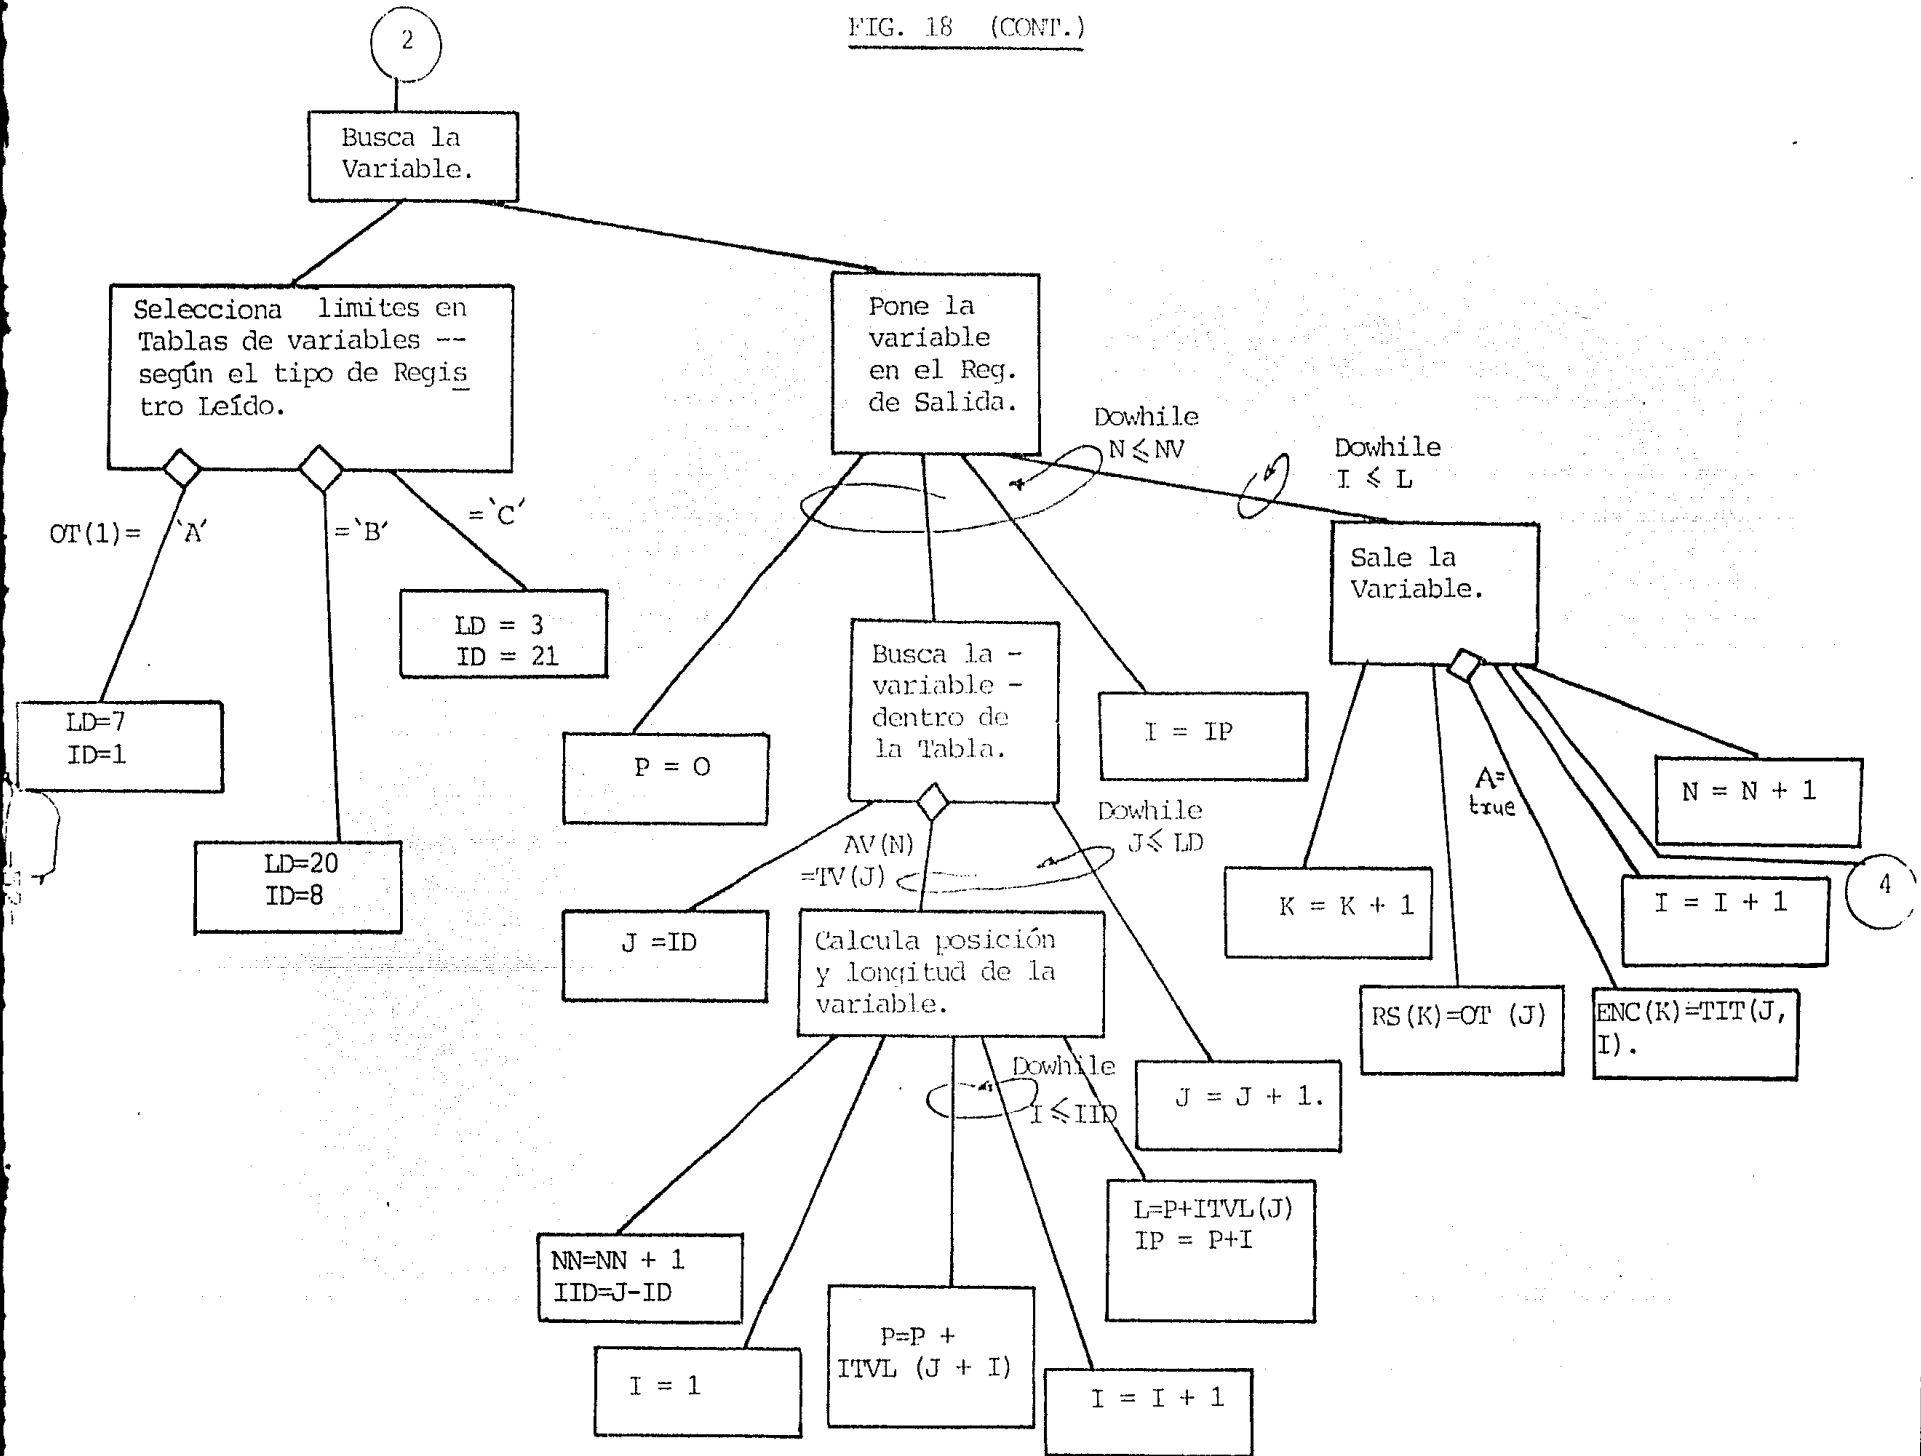 FIG. 18 (CONT.)
2
Busca la
Variable.
Selecciona limites en
Tablas de variables --
según el tipo de Regis
tro Leído.
Pone la
variable
en el Reg.
de Salida.
Dowhile
N ≤ NV
Dowhile
I ≤ L
OT(1)= 'A'
='B'
='C'
LD = 3
ID = 21
LD=7
ID=1
LD=20
ID=8
Sale la
Variable.
P = O
Busca la -
variable -
dentro de
la Tabla.
I = IP
Dowhile
J ≤ LD
AV(N)
=TV(J)
A=
true
N = N + 1
4
J =ID
Calcula posición
y longitud de la
variable.
K = K + 1
I = I + 1
RS(K)=OT (J)
ENC(K)=TIT(J,
I).
Dowhile
I ≤ IID
J = J + 1.
L=P+ITVL(J)
IP = P+I
NN=NN + 1
IID=J-ID
I = 1
P=P +
ITVL (J + I)
I = I + 1